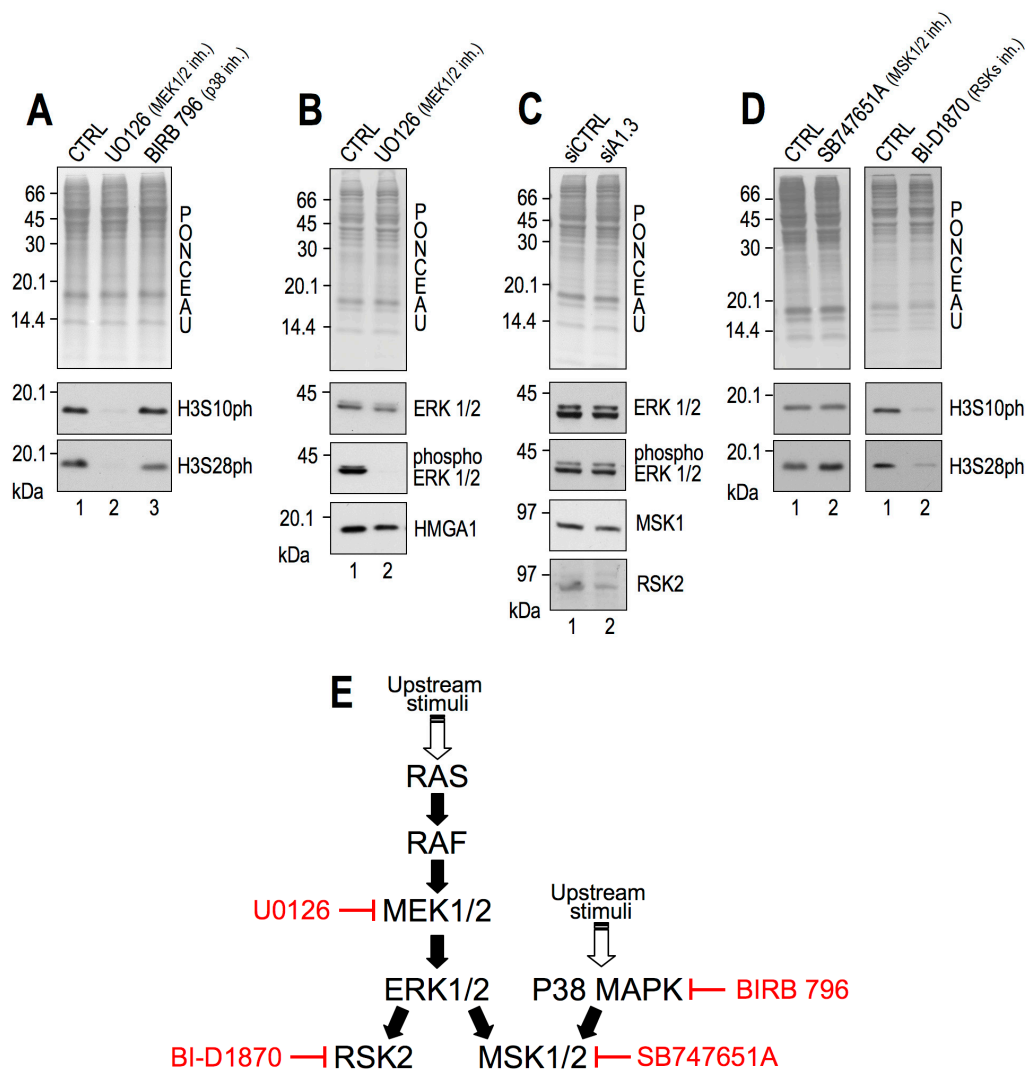 A
CTRL
UO126 (MEK1/2 inh.)
BIRB 796 (p38 inh.)
66
45
30
20.1
14.4
PONCEAU
20.1
H3S10ph
20.1
H3S28ph
kDa
1 2 3
B
CTRL
UO126 (MEK1/2 inh.)
66
45
30
20.1
14.4
PONCEAU
45
ERK 1/2
45
phospho
ERK 1/2
20.1
HMGA1
kDa
1 2
C
siCTRL
siA1.3
66
45
30
20.1
14.4
PONCEAU
45
ERK 1/2
45
phospho
ERK 1/2
97
MSK1
97
RSK2
kDa
1 2
D
CTRL
SB747651A (MSK1/2 inh.)
CTRL
BI-D1870 (RSKs inh.)
66
45
30
20.1
14.4
PONCEAU
20.1
H3S10ph
20.1
H3S28ph
kDa
1 2 1 2
E
Upstream
stimuli
RAS
RAF
Upstream
stimuli
U0126 MEK1/2
ERK1/2 P38 MAPK BIRB 796
BI-D1870 RSK2 MSK1/2 SB747651A